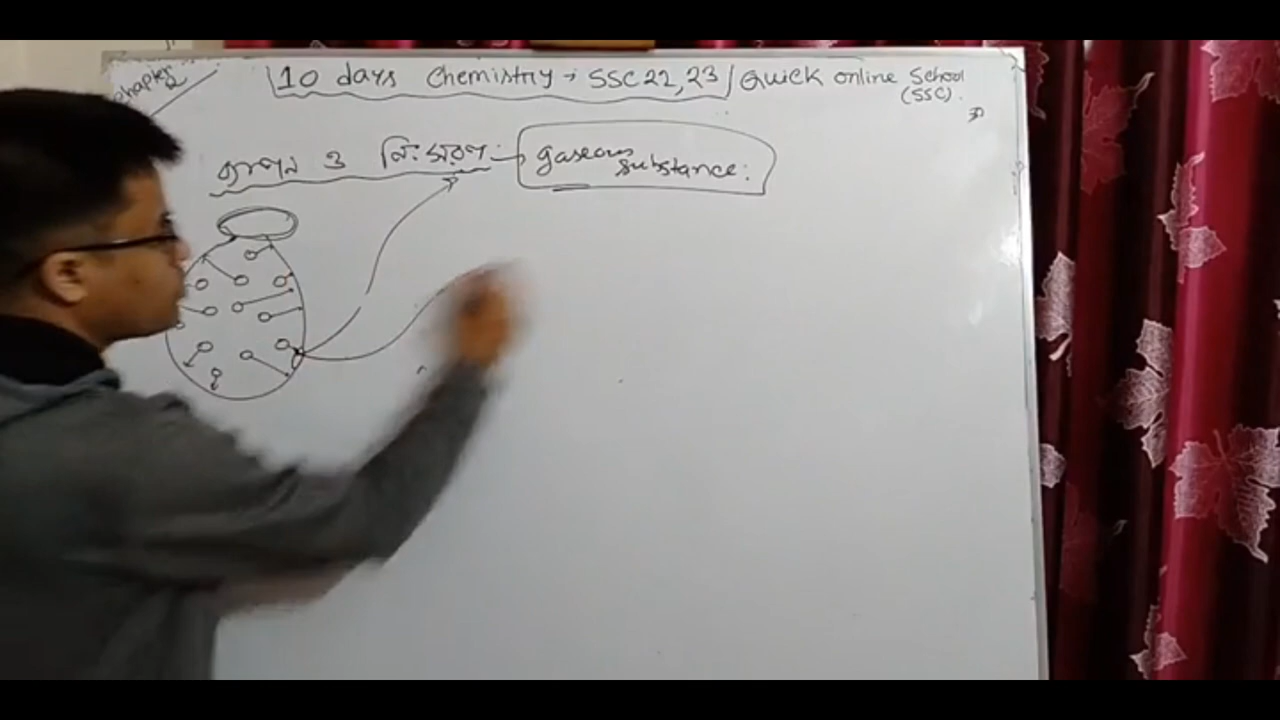 chapter
2
10 days Chemistry → SSC 22, 23 / Quick online School
(SSC).
ব্যাপন ও নিঃসরণ → gaseous
substance: